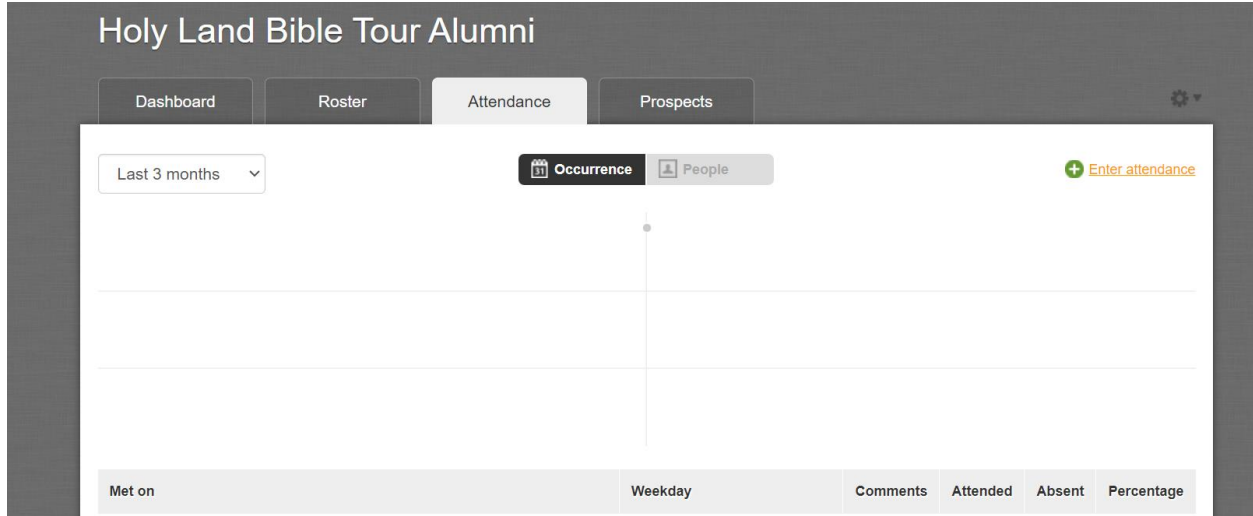 Holy Land Bible Tour Alumni
Dashboard Roster Attendance Prospects
Last 3 months 31 Occurrence People Enter attendance
Met on Weekday Comments Attended Absent Percentage